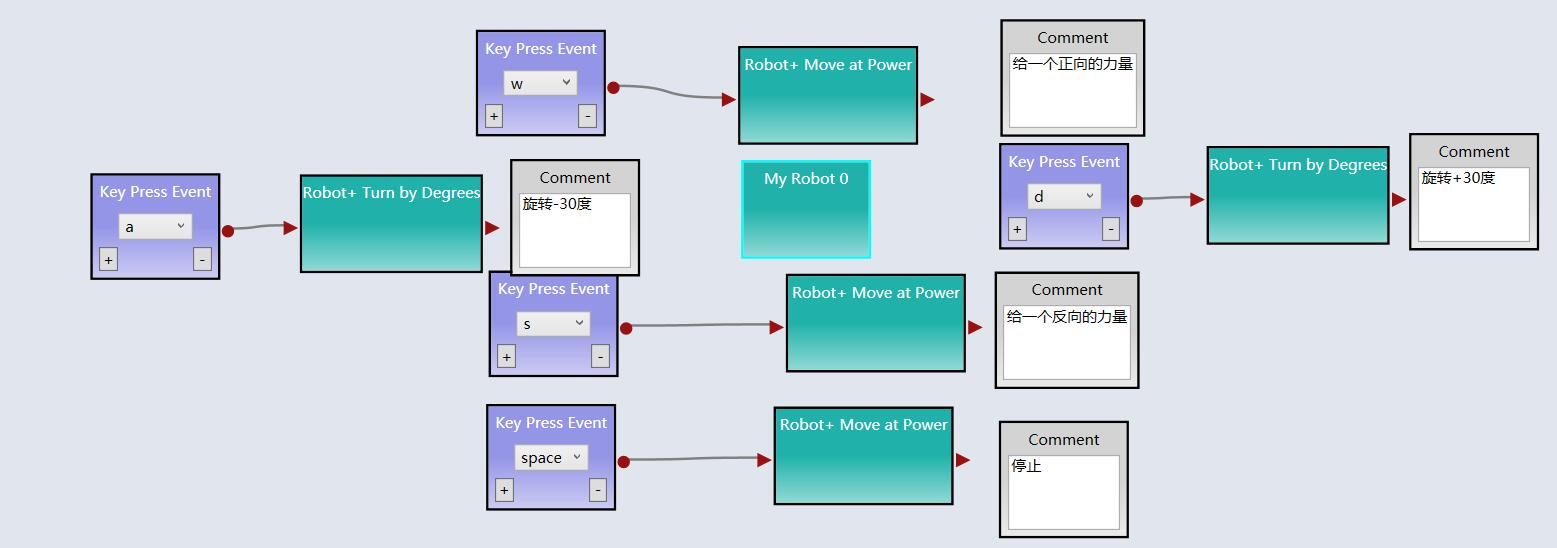 Key Press Event
w
+
-
Robot+ Move at Power
Comment
给一个正向的力量
Key Press Event
a
+
-
Robot+ Turn by Degrees
Comment
旋转-30度
My Robot 0
Key Press Event
d
+
-
Robot+ Turn by Degrees
Comment
旋转+30度
Key Press Event
s
+
-
Robot+ Move at Power
Comment
给一个反向的力量
Key Press Event
space
+
-
Robot+ Move at Power
Comment
停止